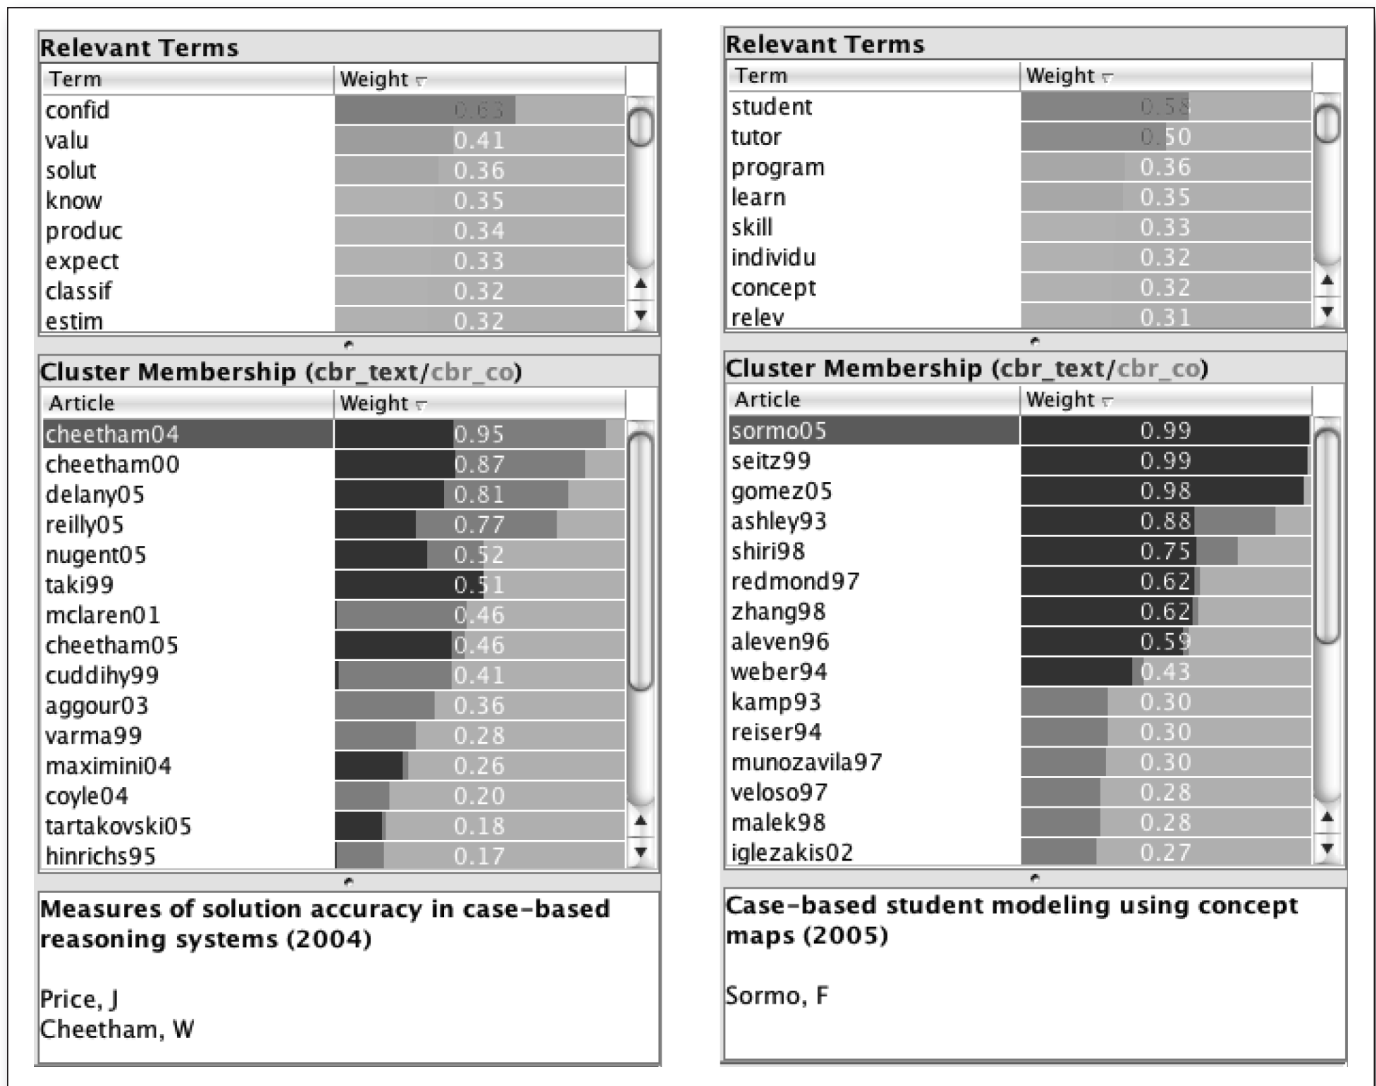 Relevant Terms
Term Weight
confid 0.63
valu 0.41
solut 0.36
know 0.35
produc 0.34
expect 0.33
classif 0.32
estim 0.32
Cluster Membership (cbr_text/cbr_co)
Article Weight
cheetham04 0.95
cheetham00 0.87
delany05 0.81
reilly05 0.77
nugent05 0.52
taki99 0.51
mclaren01 0.46
cheetham05 0.46
cuddihy99 0.41
aggour03 0.36
varma99 0.28
maximini04 0.26
coyle04 0.20
tartakovski05 0.18
hinrichs95 0.17
Measures of solution accuracy in case-based
reasoning systems (2004)
Price, J
Cheetham, W
Relevant Terms
Term Weight
student 0.58
tutor 0.50
program 0.36
learn 0.35
skill 0.33
individu 0.32
concept 0.32
relev 0.31
Cluster Membership (cbr_text/cbr_co)
Article Weight
sormo05 0.99
seitz99 0.99
gomez05 0.98
ashley93 0.88
shiri98 0.75
redmond97 0.62
zhang98 0.62
aleven96 0.59
weber94 0.43
kamp93 0.30
reiser94 0.30
munozavila97 0.30
veloso97 0.28
malek98 0.28
iglezakis02 0.27
Case-based student modeling using concept
maps (2005)
Sormo, F